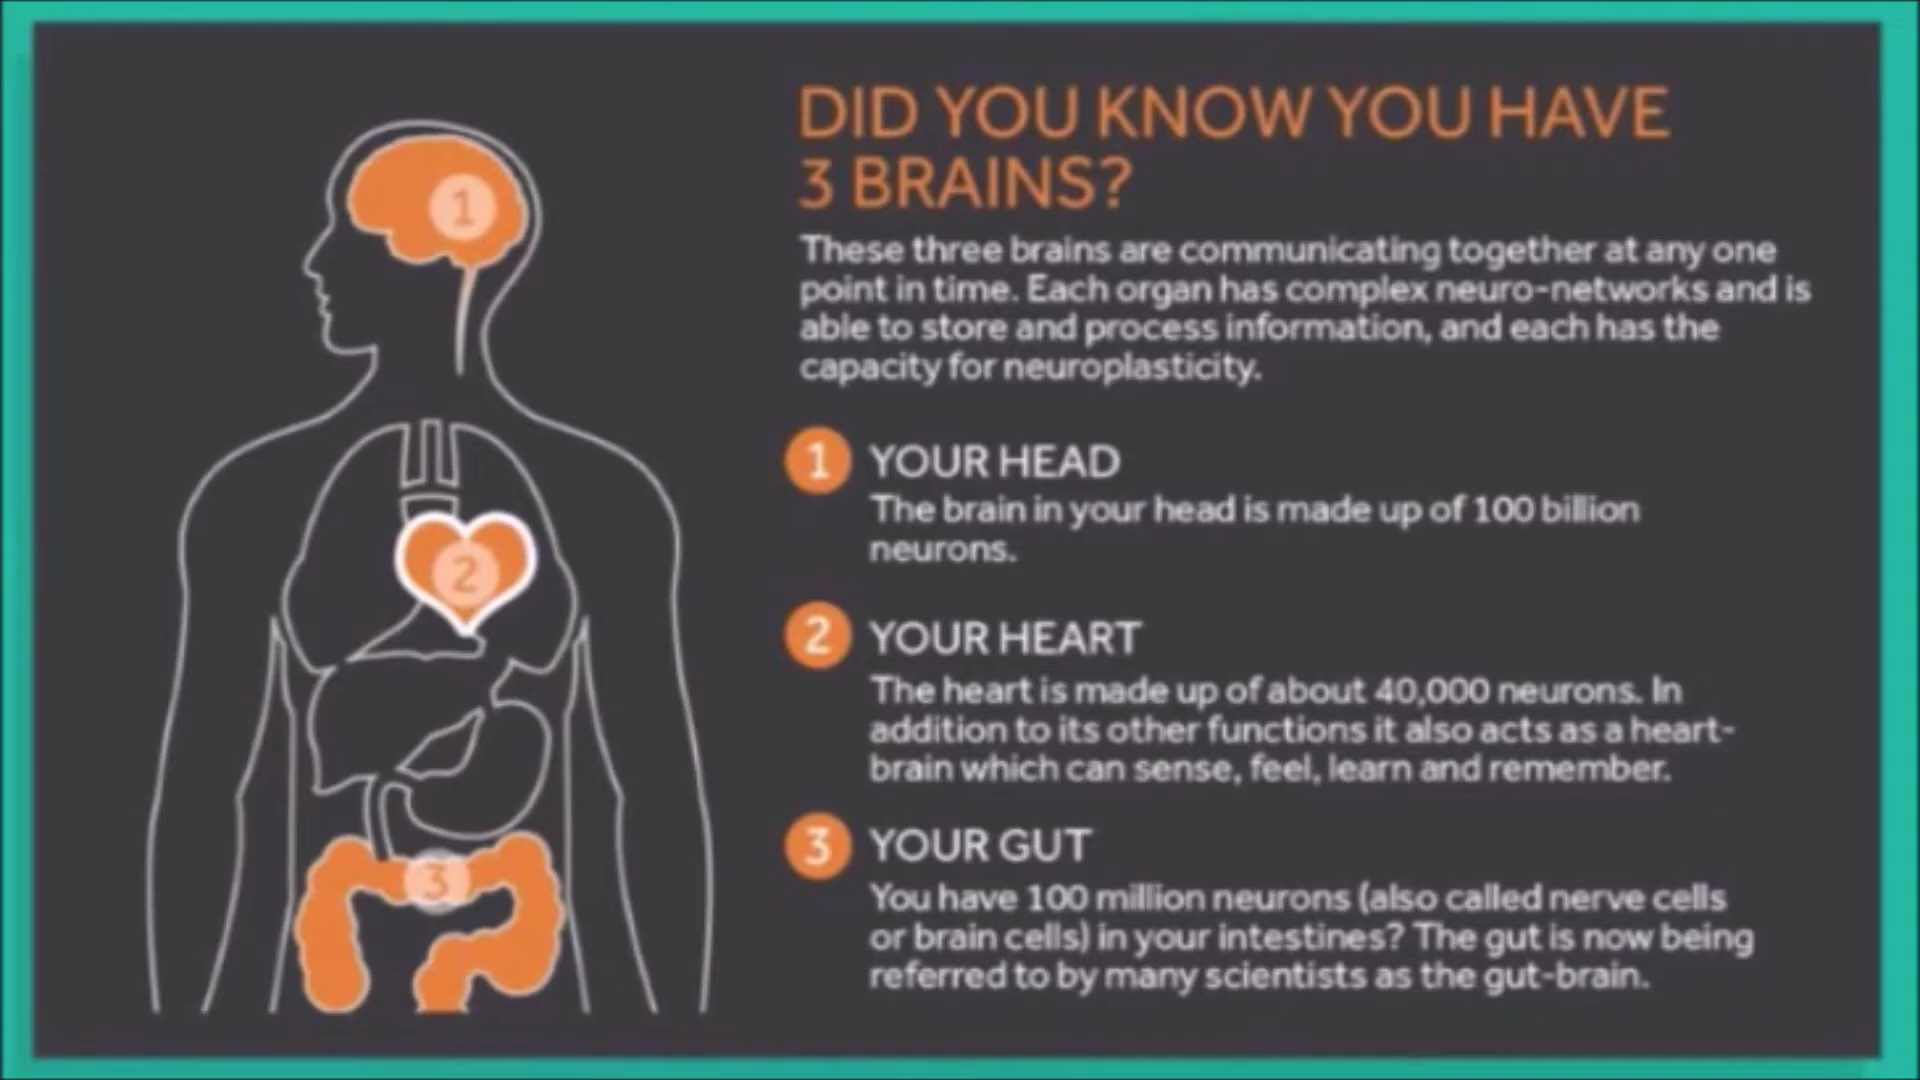 DID YOU KNOW YOU HAVE
3 BRAINS?
These three brains are communicating together at any one
point in time. Each organ has complex neuro-networks and is
able to store and process information, and each has the
capacity for neuroplasticity.
1 YOUR HEAD
The brain in your head is made up of 100 billion
neurons.
2 YOUR HEART
The heart is made up of about 40,000 neurons. In
addition to its other functions it also acts as a heart-
brain which can sense, feel, learn and remember.
3 YOUR GUT
You have 100 million neurons (also called nerve cells
or brain cells) in your intestines? The gut is now being
referred to by many scientists as the gut-brain.
1
2
3